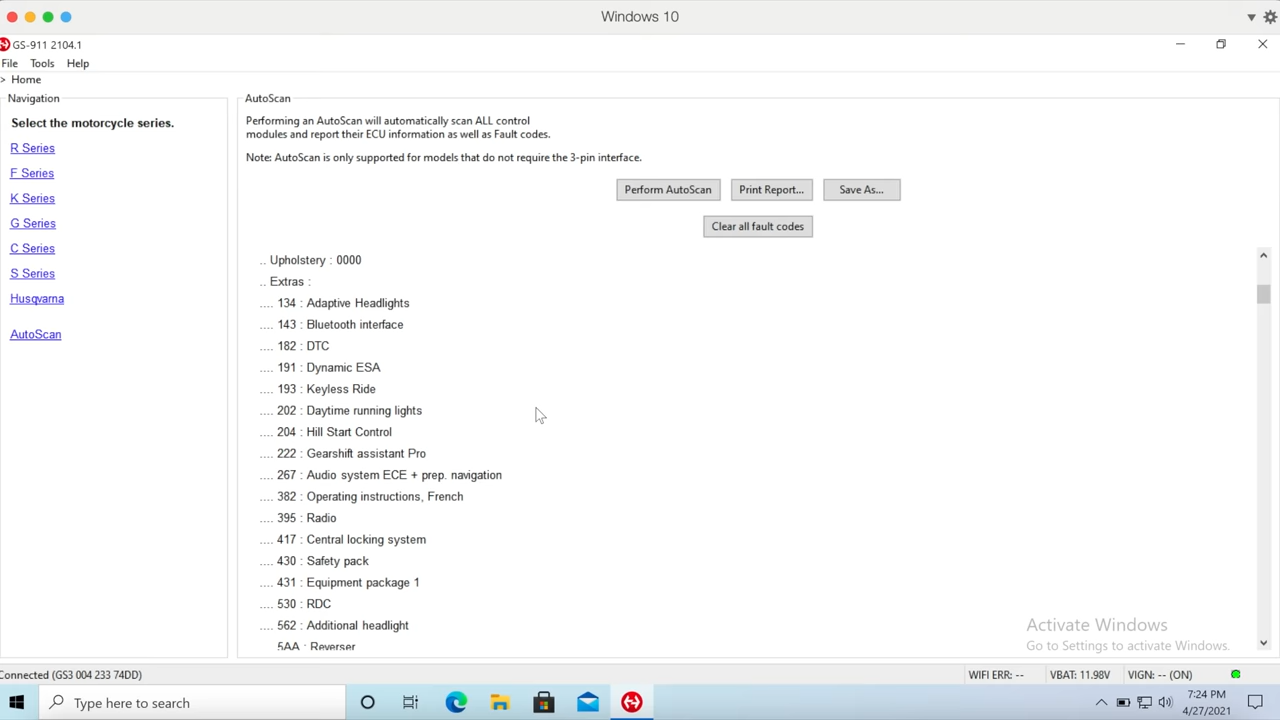 Windows 10
GS-911 2104.1
File Tools Help
> Home
Navigation
Select the motorcycle series.
R Series
F Series
K Series
G Series
C Series
S Series
Husqvarna
AutoScan
AutoScan
Performing an AutoScan will automatically scan ALL control
modules and report their ECU information as well as Fault codes.
Note: AutoScan is only supported for models that do not require the 3-pin interface.
Perform AutoScan Print Report... Save As...
Clear all fault codes
.. Upholstery : 0000
.. Extras :
.... 134 : Adaptive Headlights
.... 143 : Bluetooth interface
.... 182 : DTC
.... 191 : Dynamic ESA
.... 193 : Keyless Ride
.... 202 : Daytime running lights
.... 204 : Hill Start Control
.... 222 : Gearshift assistant Pro
.... 267 : Audio system ECE + prep. navigation
.... 382 : Operating instructions, French
.... 395 : Radio
.... 417 : Central locking system
.... 430 : Safety pack
.... 431 : Equipment package 1
.... 530 : RDC
.... 562 : Additional headlight
5AA : Reverser
Activate Windows
Go to Settings to activate Windows.
Connected (GS3 004 233 74DD) WIFI ERR: -- VBAT: 11.98V VIGN: -- (ON)
Type here to search
7:24 PM
4/27/2021